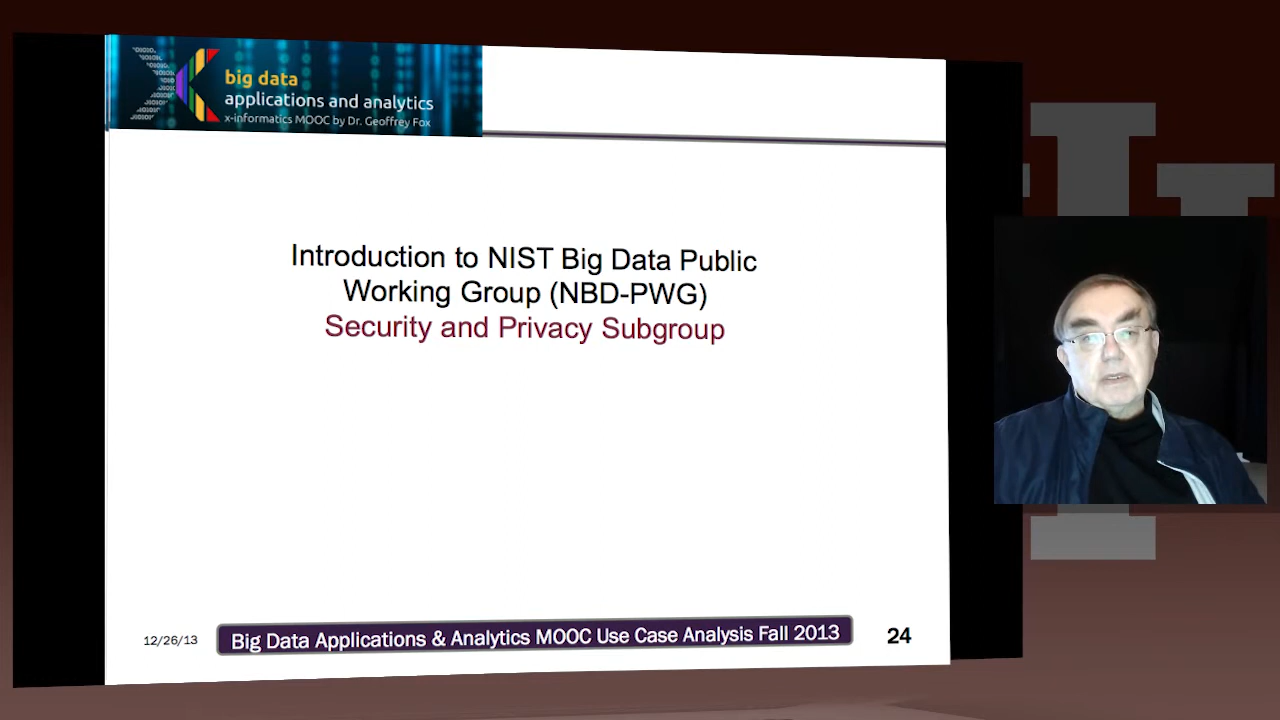 big data
applications and analytics
x-informatics MOOC by Dr. Geoffrey Fox
Introduction to NIST Big Data Public
Working Group (NBD-PWG)
Security and Privacy Subgroup
12/26/13
Big Data Applications & Analytics MOOC Use Case Analysis Fall 2013
24